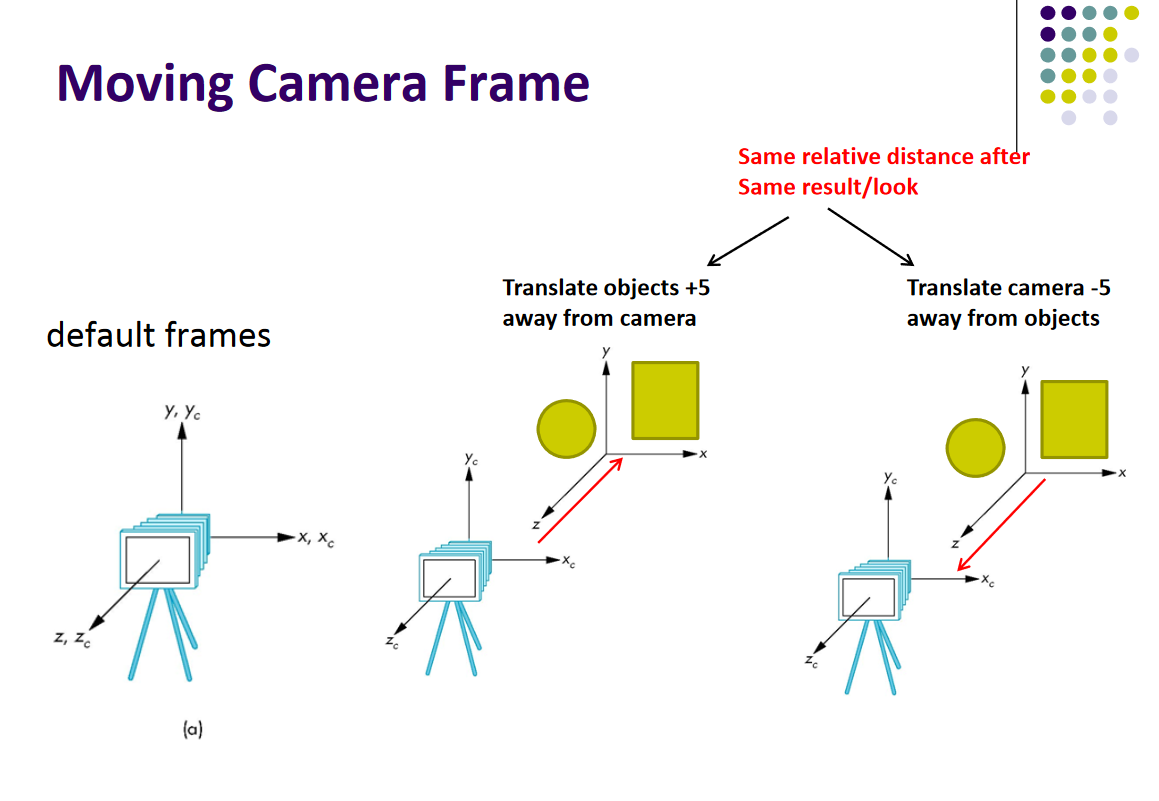 Moving Camera Frame
Same relative distance after
Same result/look
Translate objects +5
away from camera
Translate camera -5
away from objects
default frames
y, yc
x, xc
z, zc
(a)
y
x
z
yc
xc
zc
y
x
z
yc
xc
zc